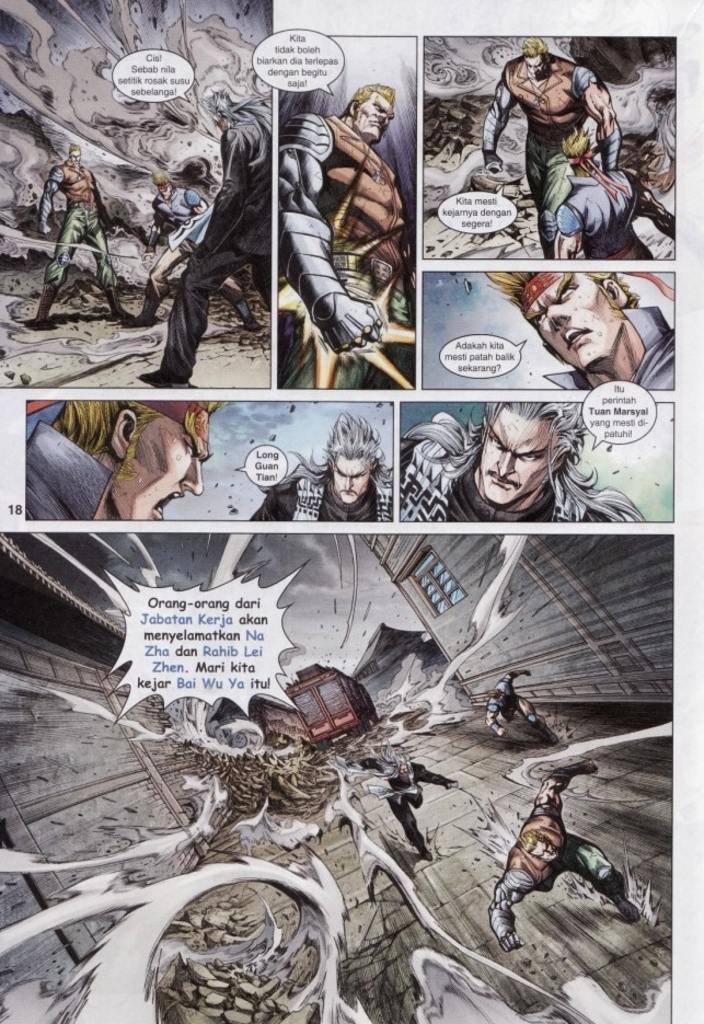 Cis!
Sebab nila
setitik rosak susu
sebelanga!
Kita
tidak boleh
biarkan dia terlepas
dengan begitu
saja!
Kita mesti
kejarnya dengan
segera!
Adakah kita
mesti patah balik
sekarang?
Itu
perintah
Tuan Marsyal
yang mesti di-
patuhi!
Long
Guan
Tian!
18
Orang-orang dari
Jabatan Kerja akan
menyelamatkan Na
Zha dan Rahib Lei
Zhen. Mari kita
kejar Bai Wu Ya itu!